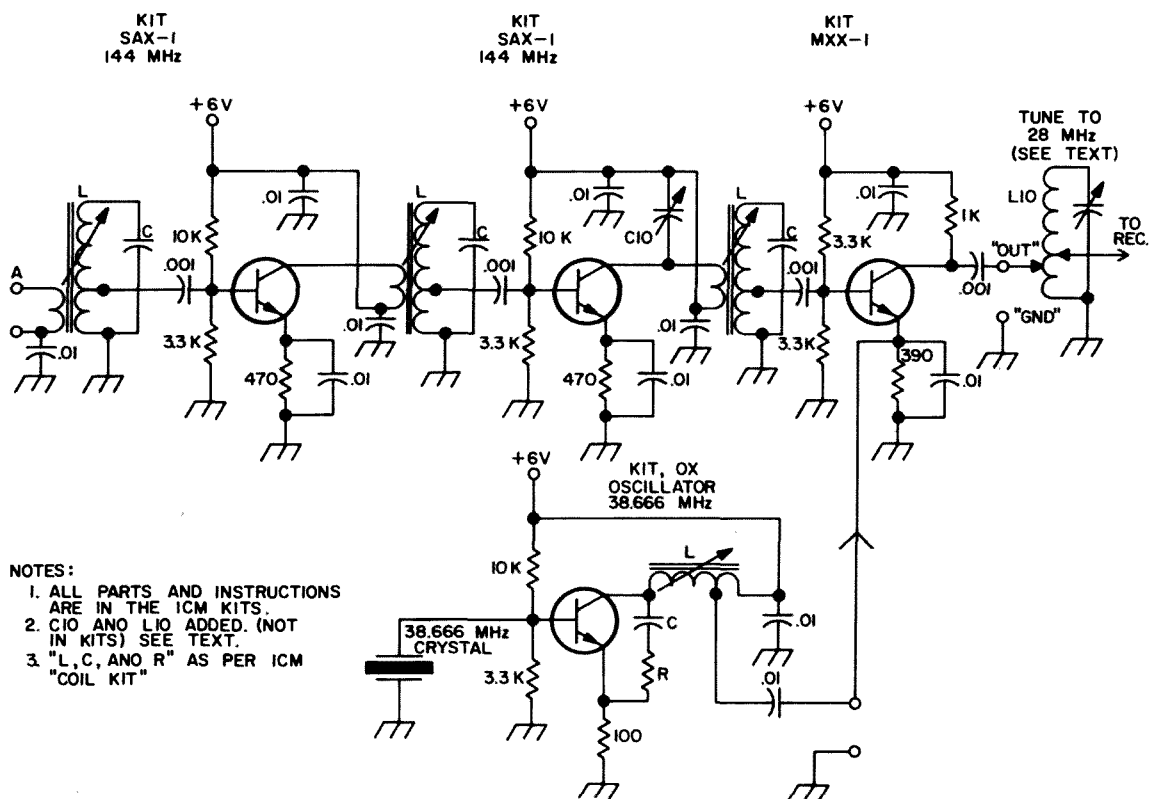 KIT
SAX-1
144 MHz
KIT
SAX-1
144 MHz
KIT
MXX-1
+6V
+6V
+6V
TUNE TO
28 MHz
(SEE TEXT)
L
C
10K
.01
.001
A
.01
3.3K
470
.01
.01
L
C
10K
.01
C10
.001
3.3K
470
.01
.01
L
C
3.3K
.01
1K
.001
3.3K
390
.01
"OUT"
.001
"GND"
L10
TO
REC.
+6V
KIT, OX
OSCILLATOR
38.666 MHz
10K
L
C
.01
38.666 MHz
CRYSTAL
3.3K
R
100
.01
NOTES:
1. ALL PARTS AND INSTRUCTIONS
ARE IN THE ICM KITS.
2. C10 AND L10 ADDED. (NOT
IN KITS) SEE TEXT.
3. "L, C, ANO R" AS PER ICM
"COIL KIT"